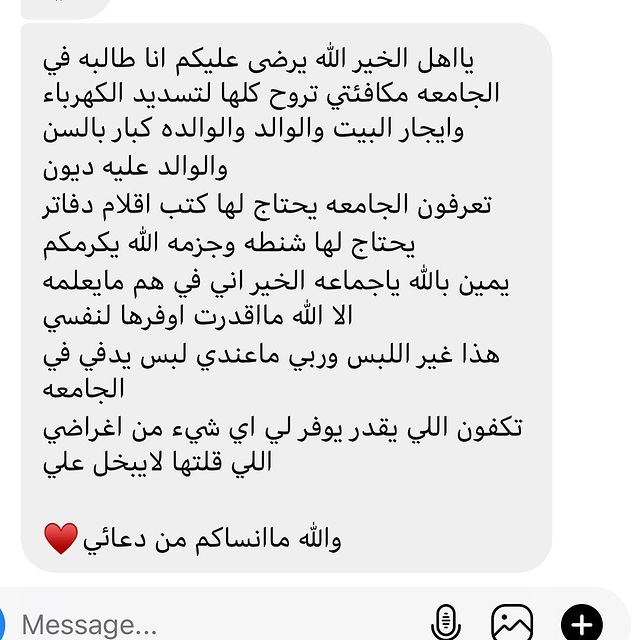 يااهل الخير الله يرضى عليكم انا طالبه في
الجامعه مكافئتي تروح كلها لتسديد الكهرباء
وايجار البيت والوالد والوالده كبار بالسن
والوالد عليه ديون
تعرفون الجامعه يحتاج لها كتب اقلام دفاتر
يحتاج لها شنطه وجزمه الله يكرمكم
يمين بالله ياجماعه الخير اني في هم مايعلمه
الا الله مااقدرت اوفرها لنفسي
هذا غير اللبس وربي ماعندي لبس يدفي في
الجامعه
تكفون اللي يقدر يوفر لي اي شيء من اغراضي
اللي قلتها لايبخل علي
والله ماانساكم من دعائي ♥️
Message...